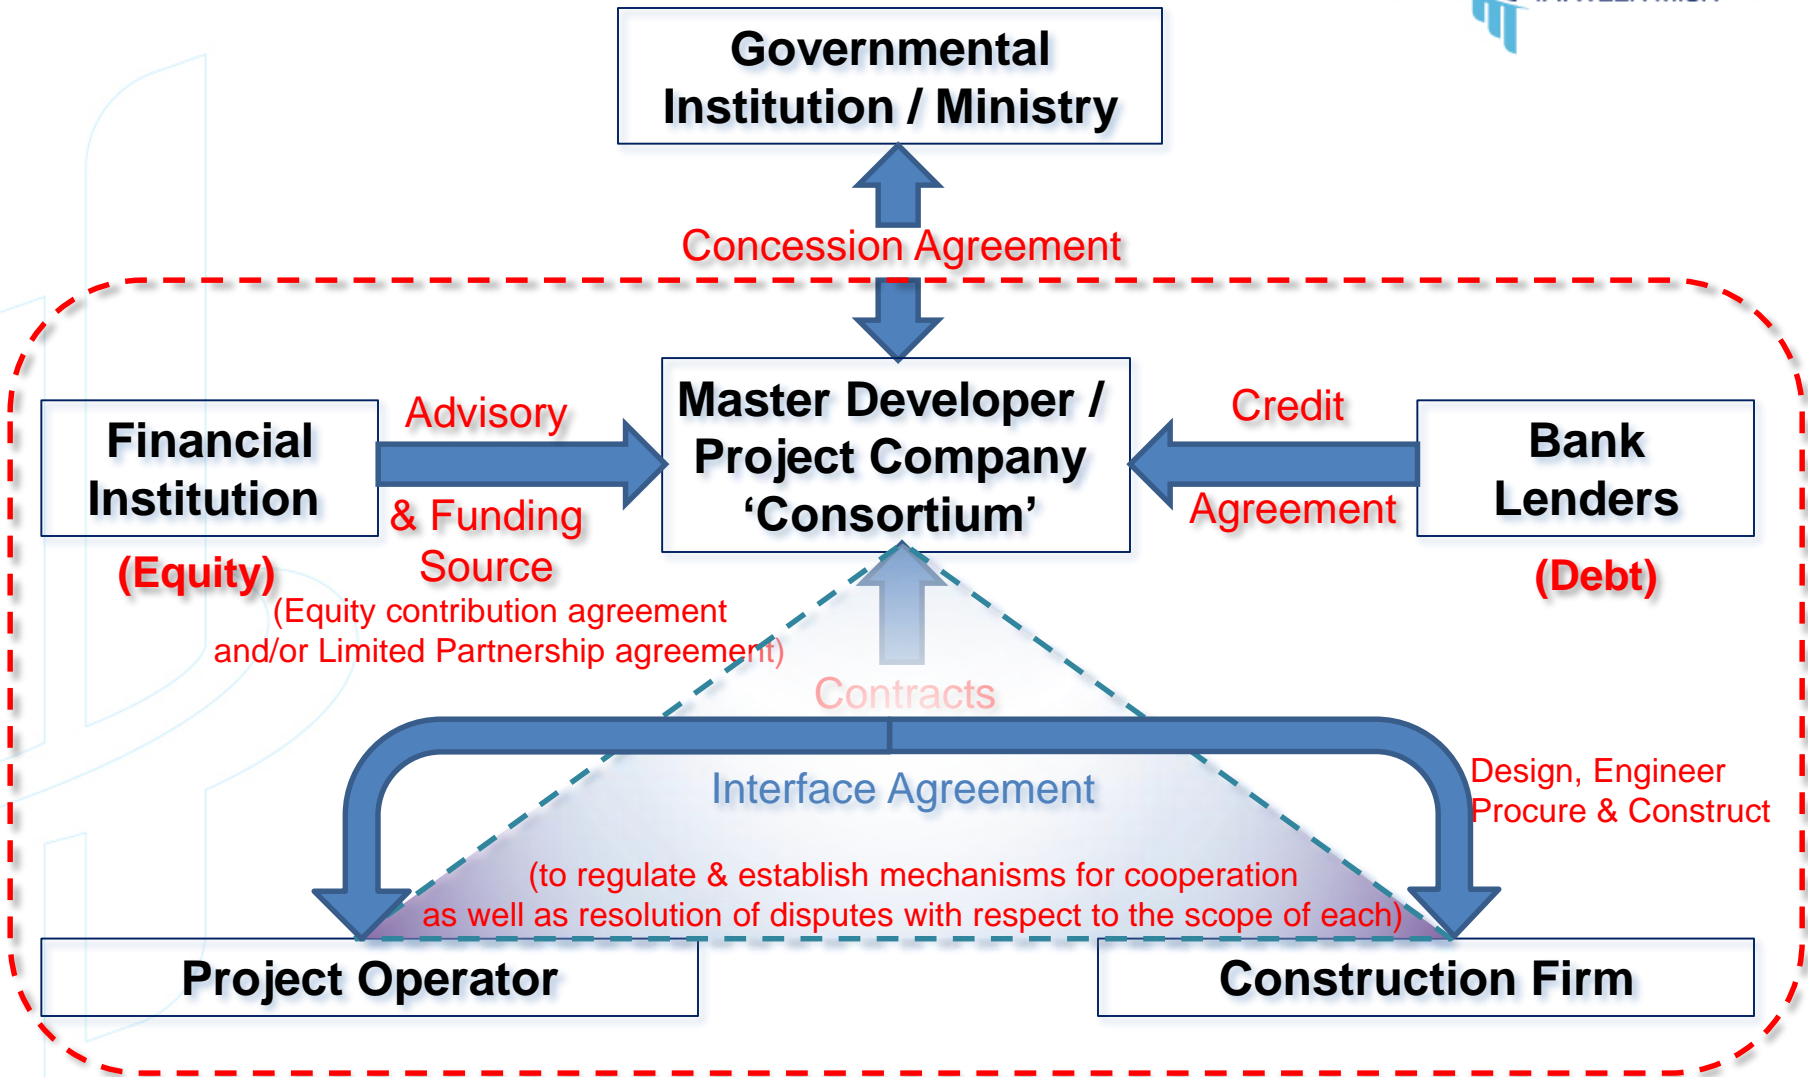 Governmental
Institution / Ministry
Concession Agreement
Financial
Institution
(Equity)
Advisory
& Funding
Source
(Equity contribution agreement
and/or Limited Partnership agreement)
Master Developer /
Project Company
‘Consortium’
Credit
Agreement
Bank
Lenders
(Debt)
Contracts
Interface Agreement
Design, Engineer
Procure & Construct
(to regulate & establish mechanisms for cooperation
as well as resolution of disputes with respect to the scope of each)
Project Operator
Construction Firm